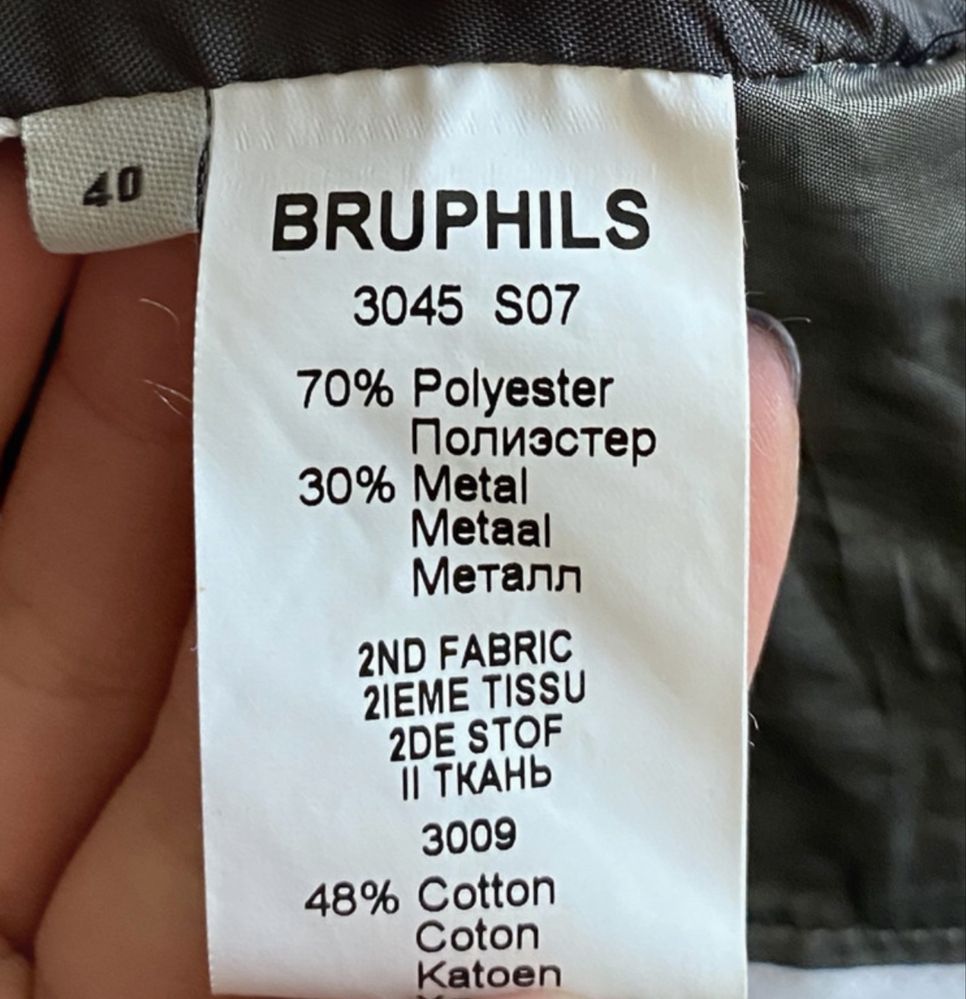 40
BRUPHILS
3045 S07
70% Polyester
Полиэстер
30% Metal
Metaal
Металл
2ND FABRIC
2IEME TISSU
2DE STOF
II ТКАНЬ
3009
48% Cotton
Coton
Katoen